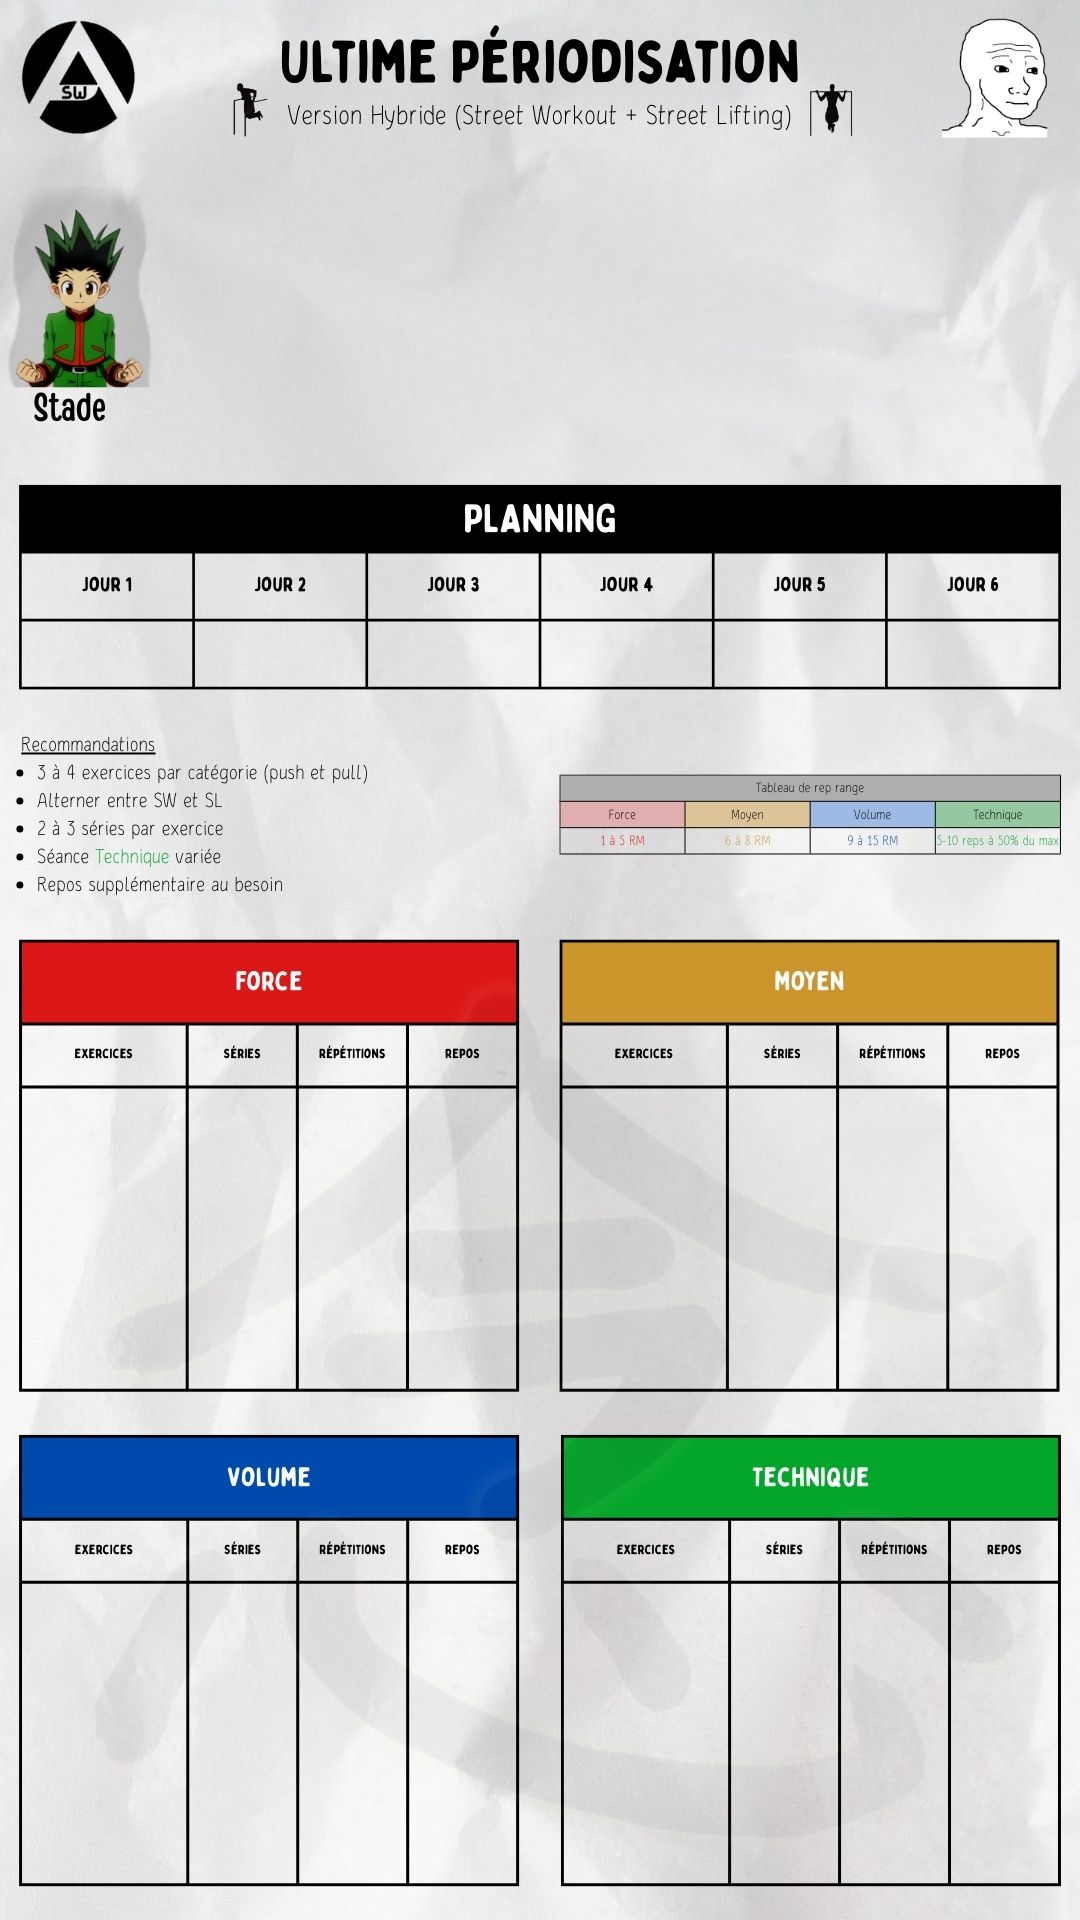 SW
ULTIME PÉRIODISATION
Version Hybride (Street Workout + Street Lifting)
Stade
PLANNING
JOUR 1 JOUR 2 JOUR 3 JOUR 4 JOUR 5 JOUR 6
Recommandations
• 3 à 4 exercices par catégorie (push et pull)
• Alterner entre SW et SL
• 2 à 3 séries par exercice
• Séance Technique variée
• Repos supplémentaire au besoin
Tableau de rep range
Force Moyen Volume Technique
1 à 5 RM 6 à 8 RM 9 à 15 RM 5-10 reps à 50% du max
FORCE
EXERCICES SÉRIES RÉPÉTITIONS REPOS
MOYEN
EXERCICES SÉRIES RÉPÉTITIONS REPOS
VOLUME
EXERCICES SÉRIES RÉPÉTITIONS REPOS
TECHNIQUE
EXERCICES SÉRIES RÉPÉTITIONS REPOS